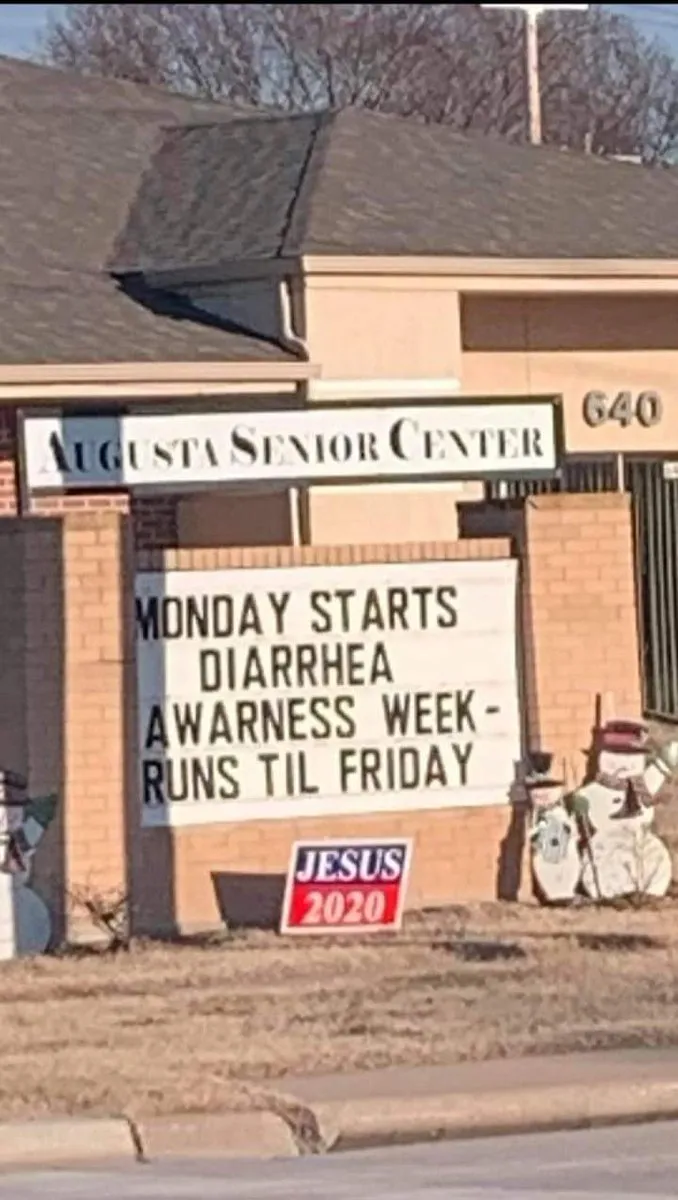 640
AUGUSTA SENIOR CENTER
MONDAY STARTS
DIARRHEA
AWARNESS WEEK-
RUNS TIL FRIDAY
JESUS
2020